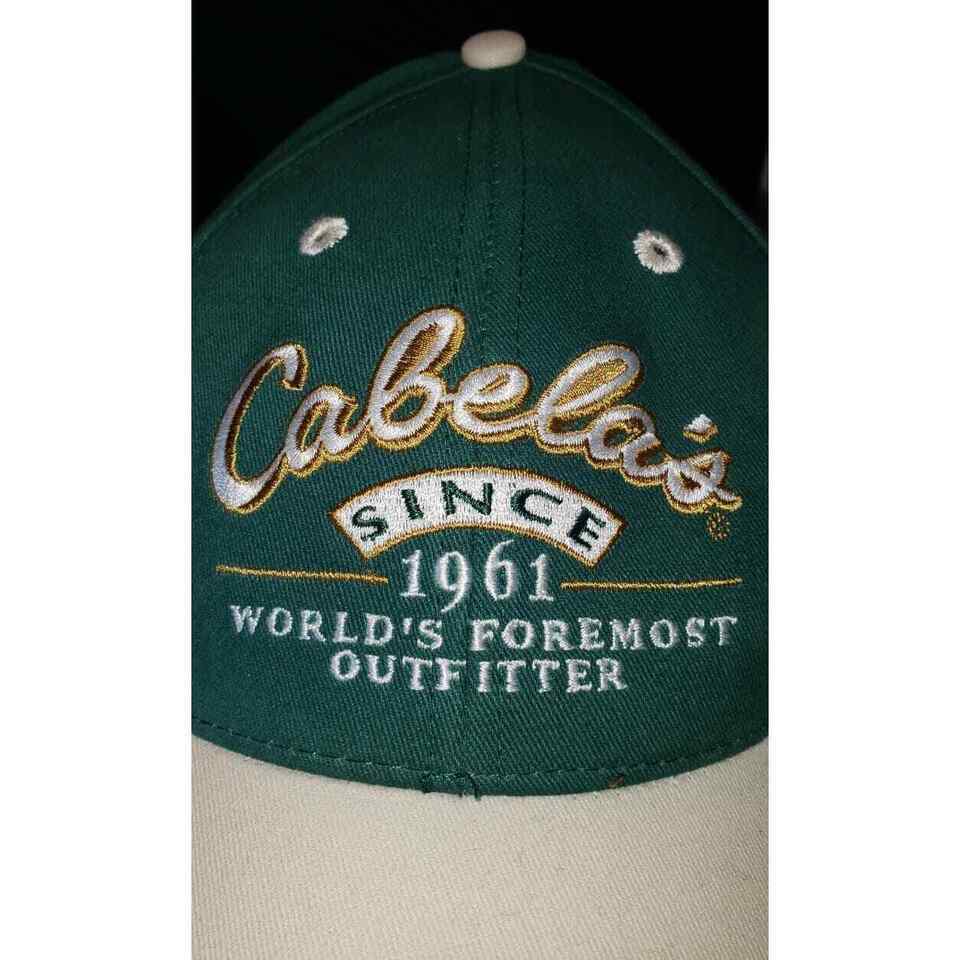 Cabela's®
SINCE
1961
WORLD'S FOREMOST
OUTFITTER